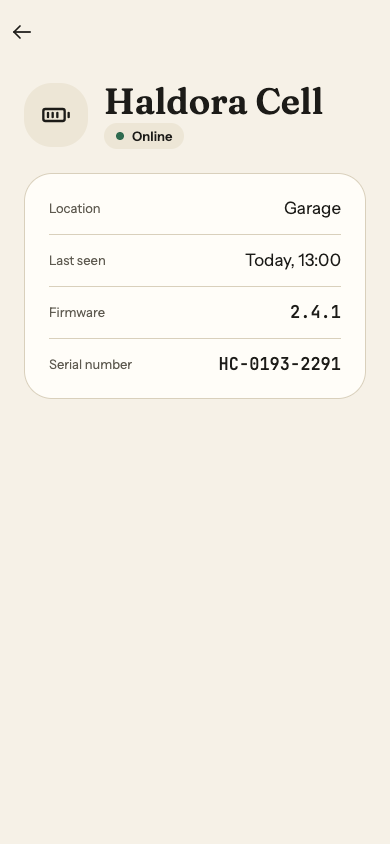 Haldora Cell
Online
Location Garage
Last seen Today, 13:00
Firmware 2.4.1
Serial number HC-0193-2291